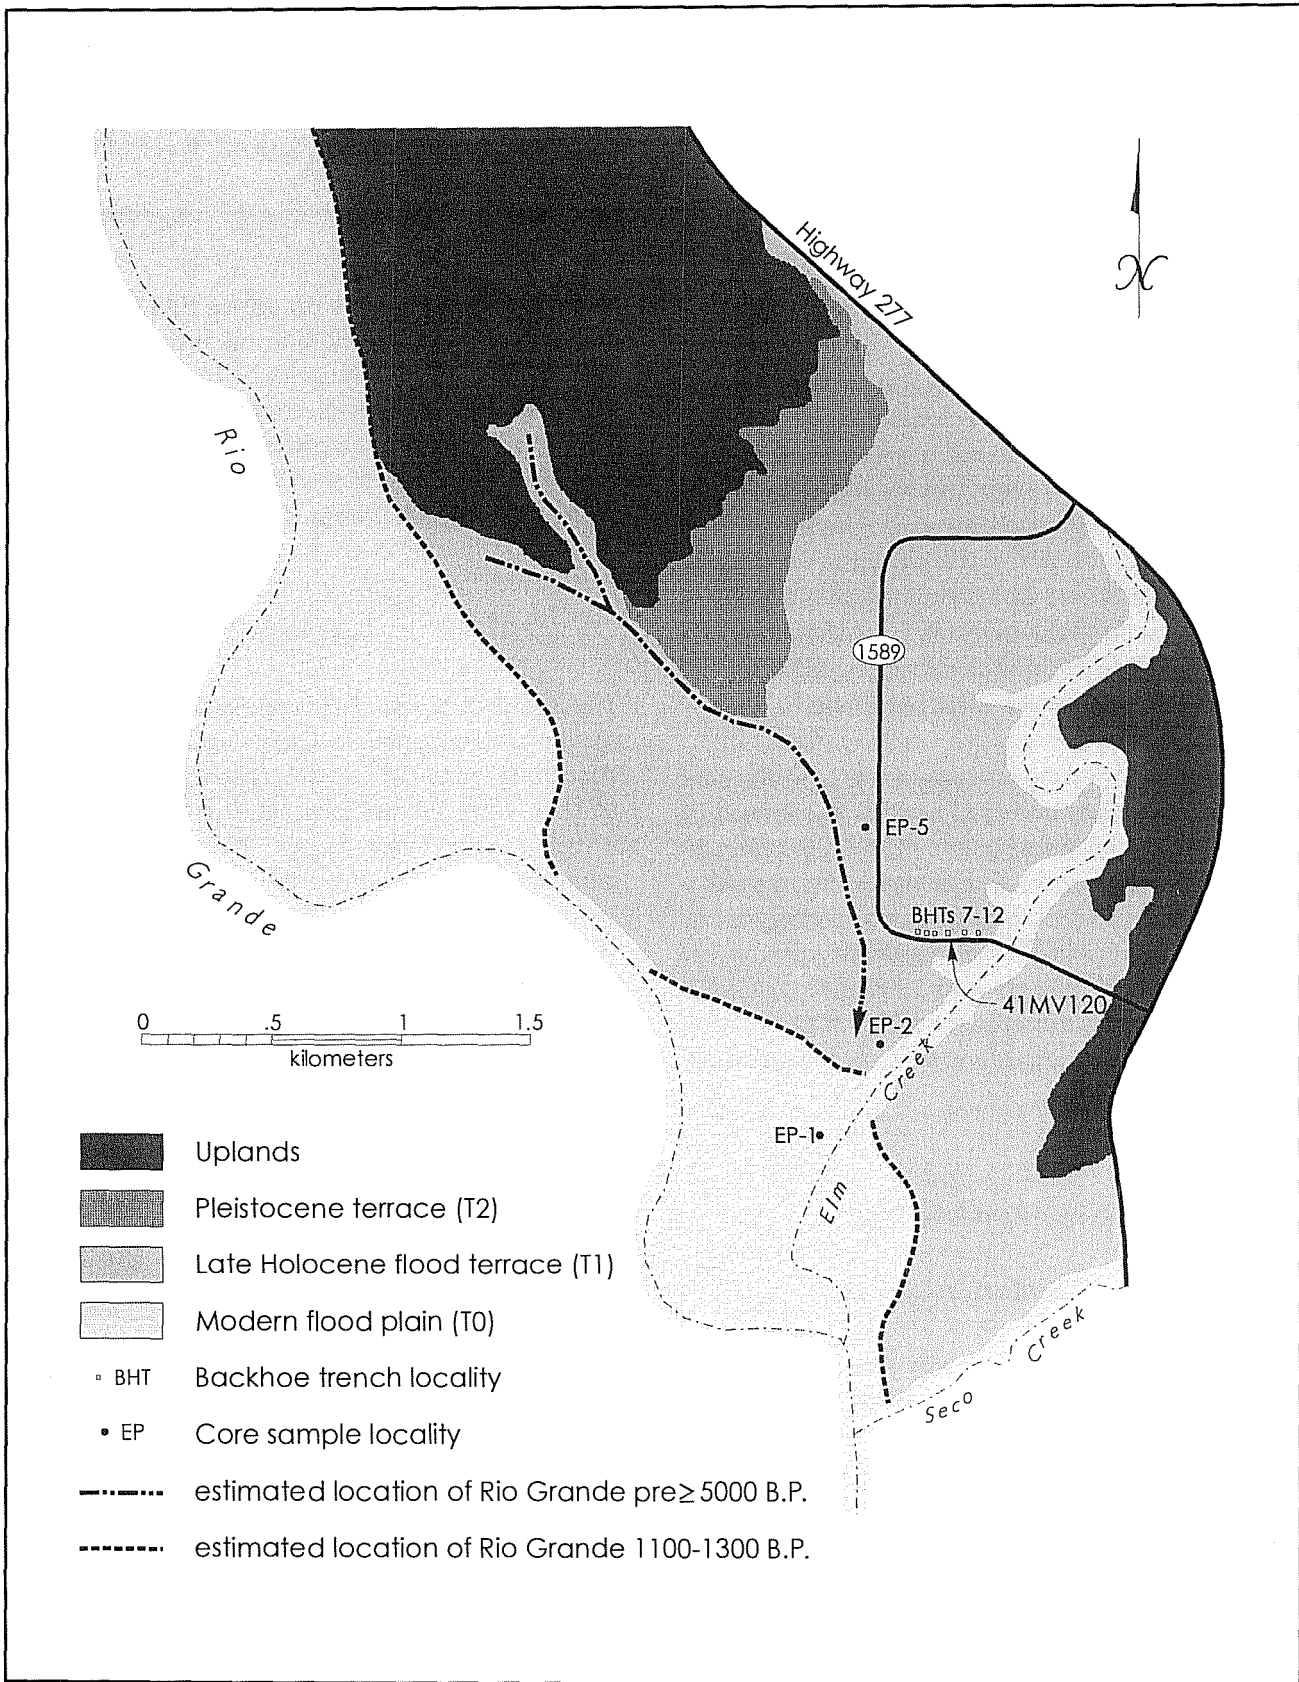 Highway 277
N
Rio
Grande
1589
EP-5
BHTs 7-12
41MV120
EP-2
Creek
EP-1
Elm
0 .5 1 1.5
kilometers
Uplands
Pleistocene terrace (T2)
Late Holocene flood terrace (T1)
Modern flood plain (T0)
BHT Backhoe trench locality
EP Core sample locality
estimated location of Rio Grande pre≥5000 B.P.
estimated location of Rio Grande 1100-1300 B.P.
Seco Creek